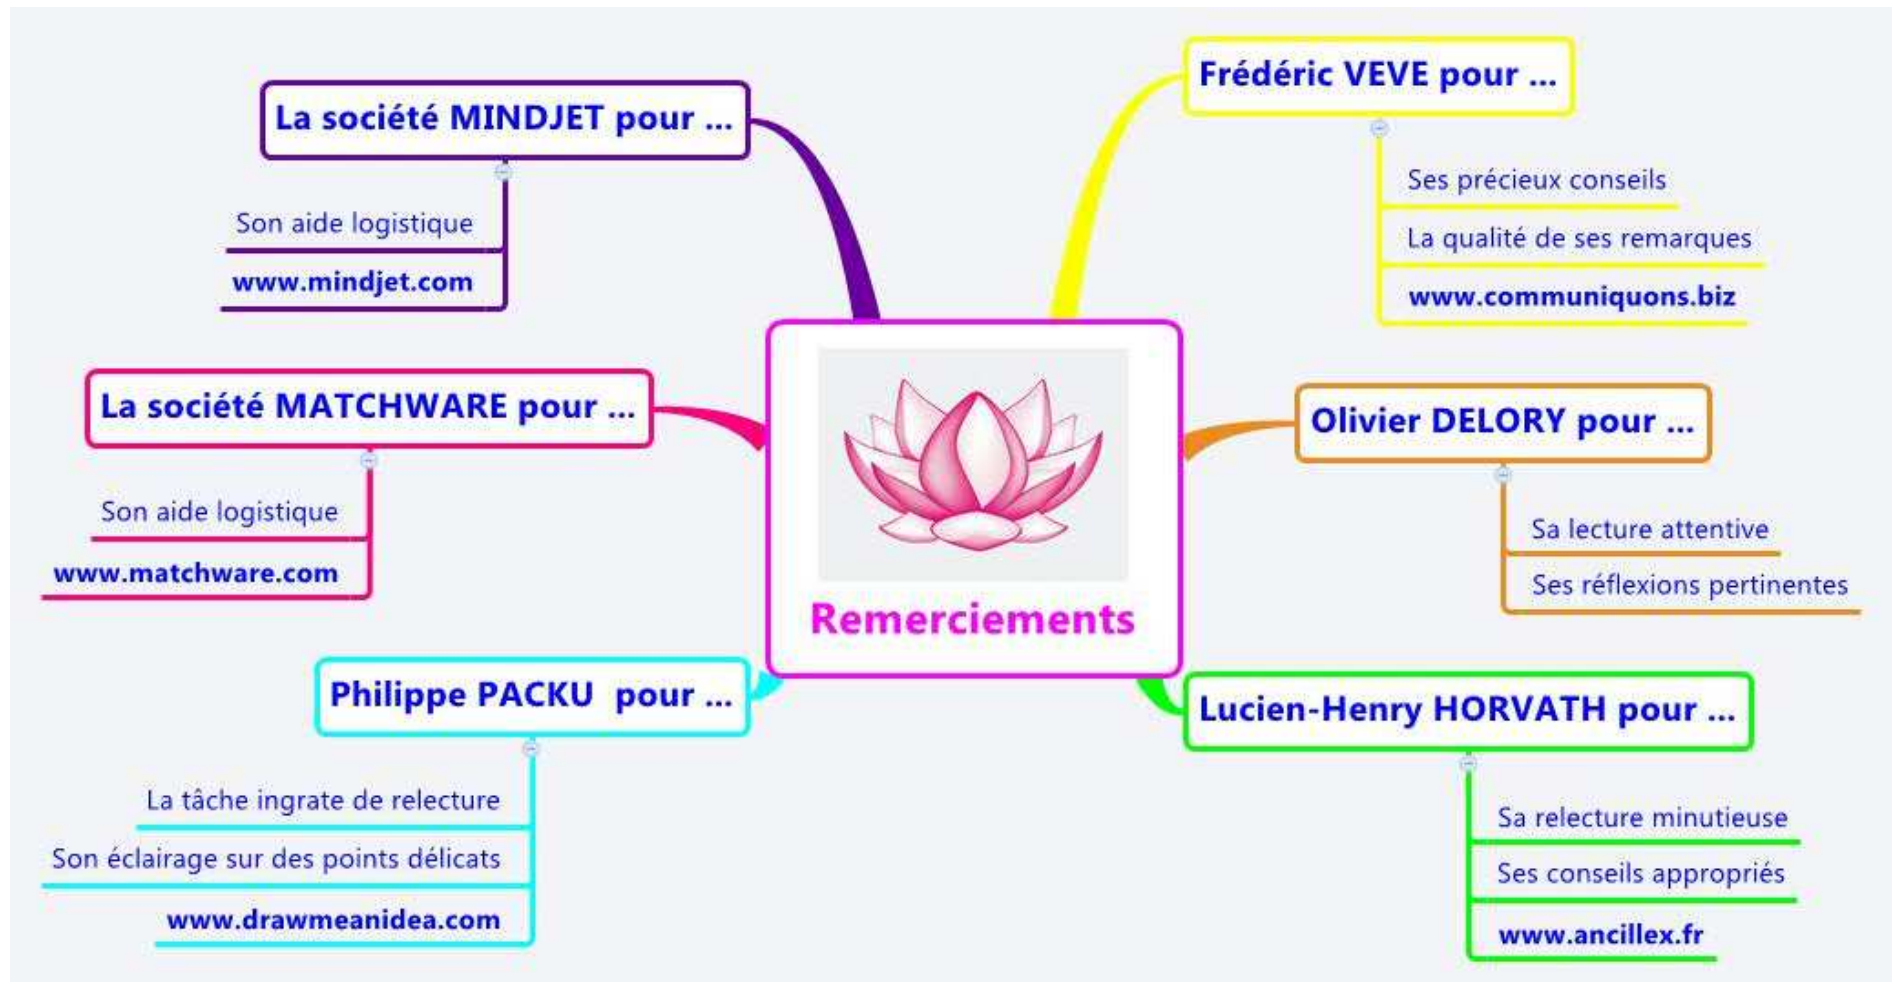 Remerciements
Frédéric VEVE pour ...
Ses précieux conseils
La qualité de ses remarques
www.communiquons.biz
Olivier DELORY pour ...
Sa lecture attentive
Ses réflexions pertinentes
Lucien-Henry HORVATH pour ...
Sa relecture minutieuse
Ses conseils appropriés
www.ancillex.fr
La société MINDJET pour ...
Son aide logistique
www.mindjet.com
La société MATCHWARE pour ...
Son aide logistique
www.matchware.com
Philippe PACKU  pour ...
La tâche ingrate de relecture
Son éclairage sur des points délicats
www.drawmeanidea.com